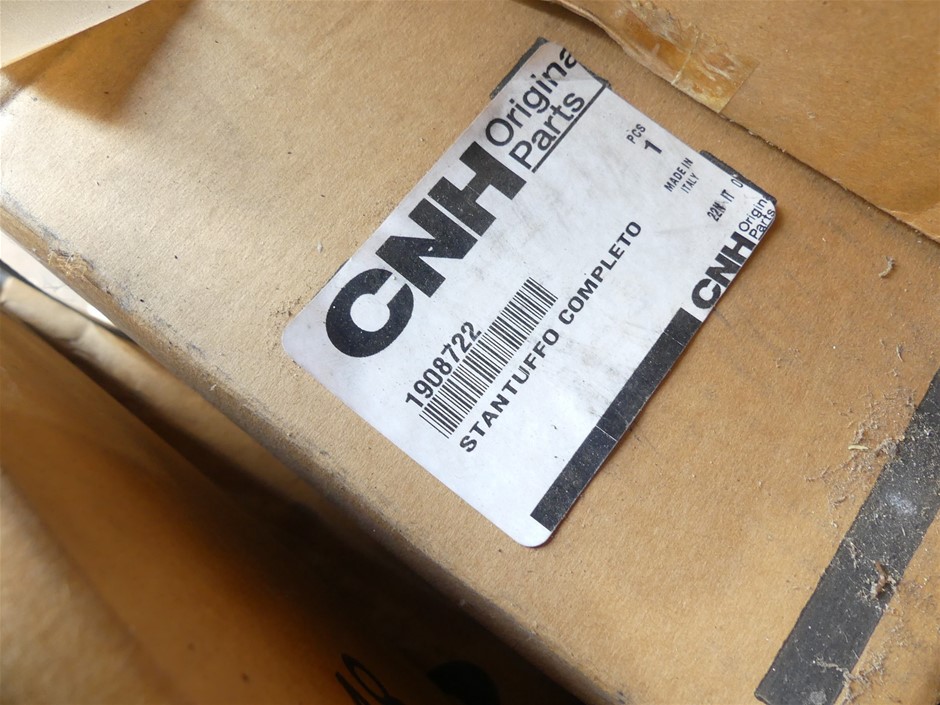 CNH
Original
Parts
PCS
1
MADE IN
ITALY
1908722
STANTUFFO COMPLETO
CNH
Original
Parts